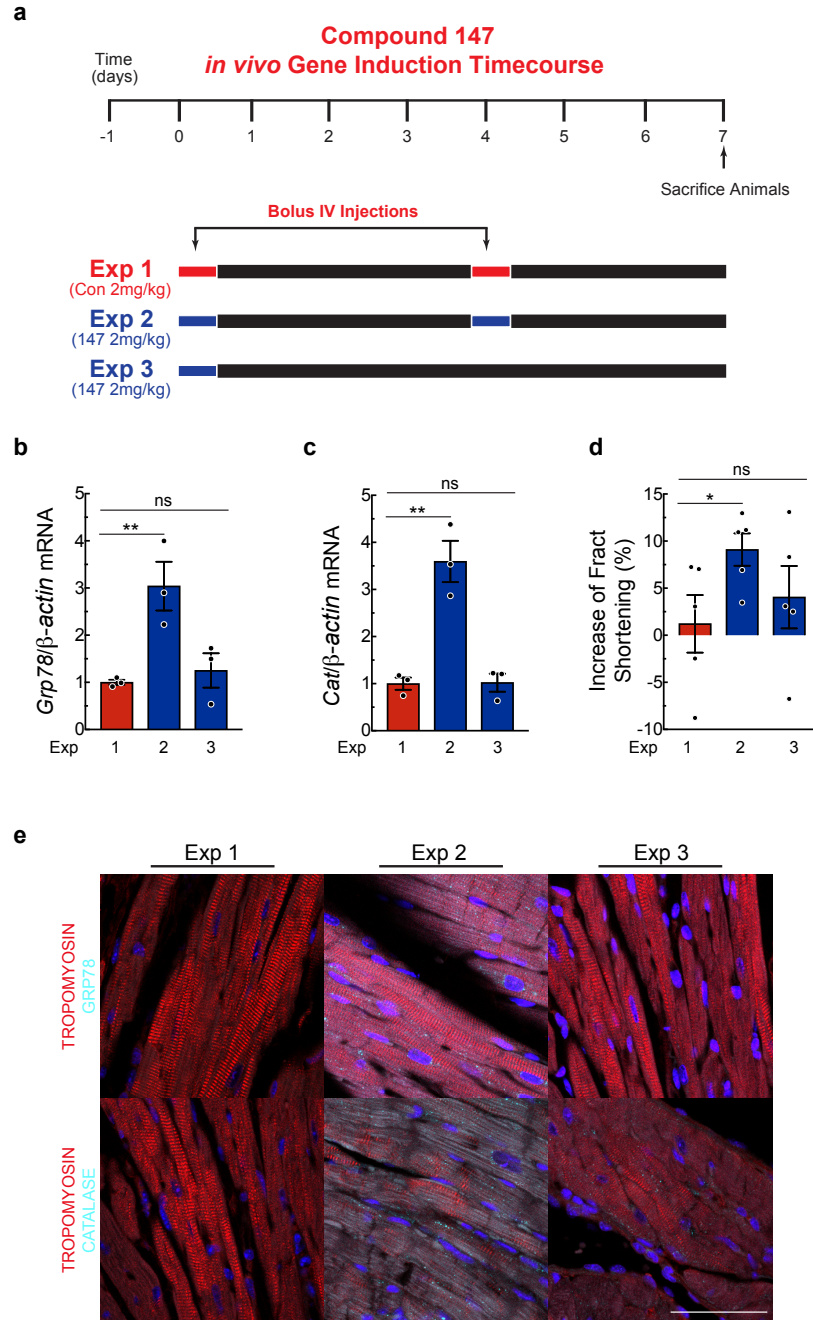 a
Compound 147
in vivo Gene Induction Timecourse
Time
(days)
-1 0 1 2 3 4 5 6 7
Sacrifice Animals
Bolus IV Injections
Exp 1
(Con 2mg/kg)
Exp 2
(147 2mg/kg)
Exp 3
(147 2mg/kg)
b
ns
**
Grp78/β-actin mRNA
5
4
3
2
1
0
Exp 1 2 3
c
ns
**
Cat/β-actin mRNA
5
4
3
2
1
0
Exp 1 2 3
d
ns
*
Increase of Fract
Shortening (%)
15
10
5
0
-5
-10
Exp 1 2 3
e
Exp 1 Exp 2 Exp 3
TROPOMYOSIN
GRP78
TROPOMYOSIN
CATALASE